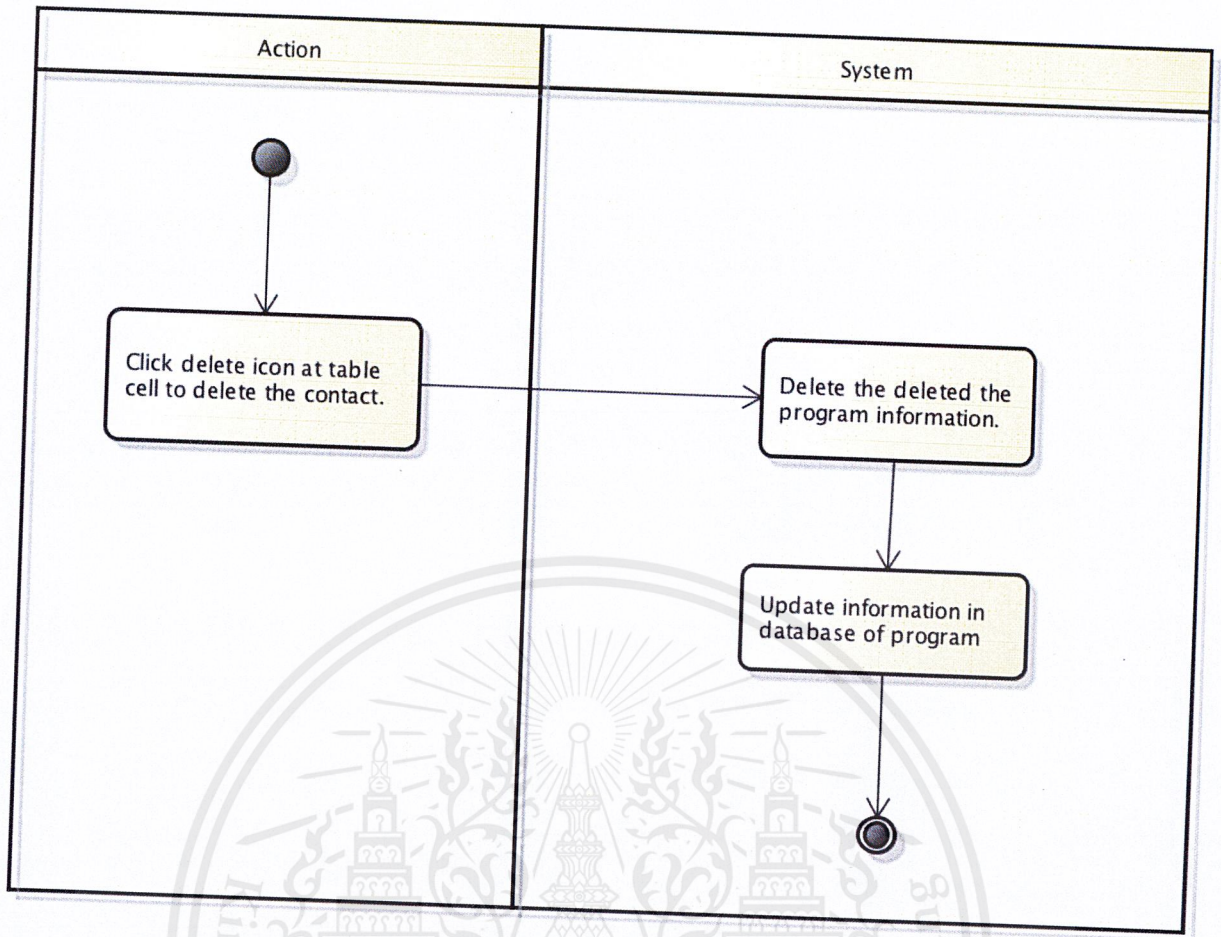 Action
System
Click delete icon at table
cell to delete the contact.
Delete the deleted the
program information.
Update information in
database of program